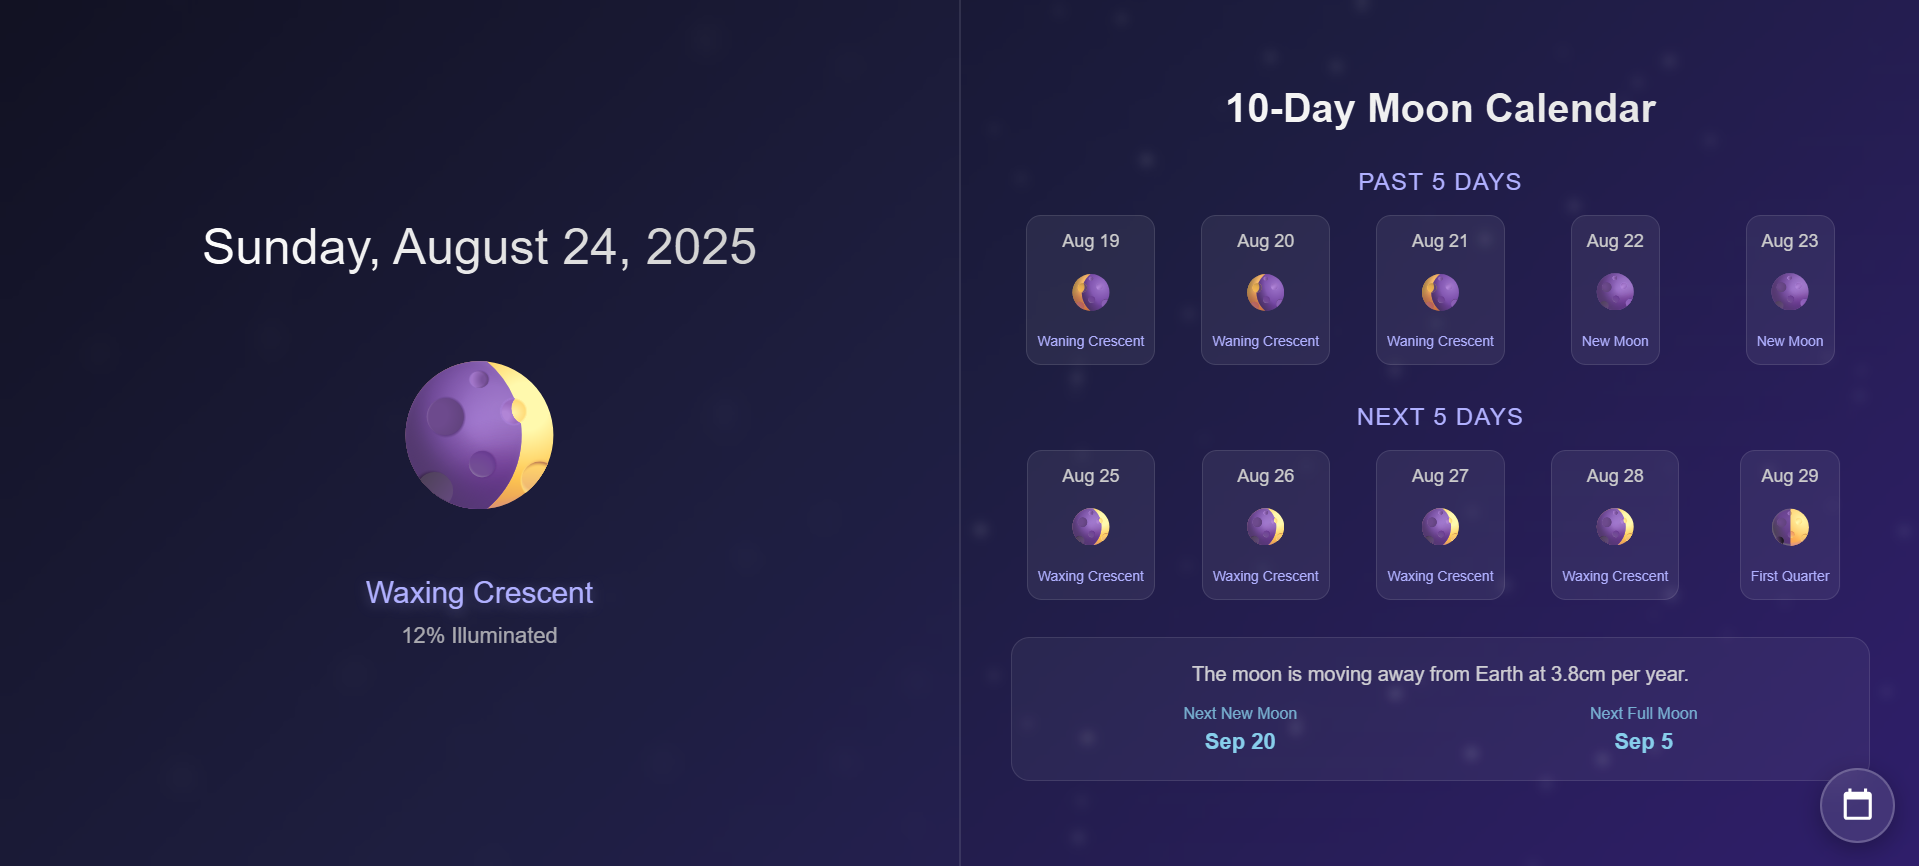 Sunday, August 24, 2025
Waxing Crescent
12% Illuminated
10-Day Moon Calendar
PAST 5 DAYS
Aug 19
Waning Crescent
Aug 20
Waning Crescent
Aug 21
Waning Crescent
Aug 22
New Moon
Aug 23
New Moon
NEXT 5 DAYS
Aug 25
Waxing Crescent
Aug 26
Waxing Crescent
Aug 27
Waxing Crescent
Aug 28
Waxing Crescent
Aug 29
First Quarter
The moon is moving away from Earth at 3.8cm per year.
Next New Moon
Sep 20
Next Full Moon
Sep 5